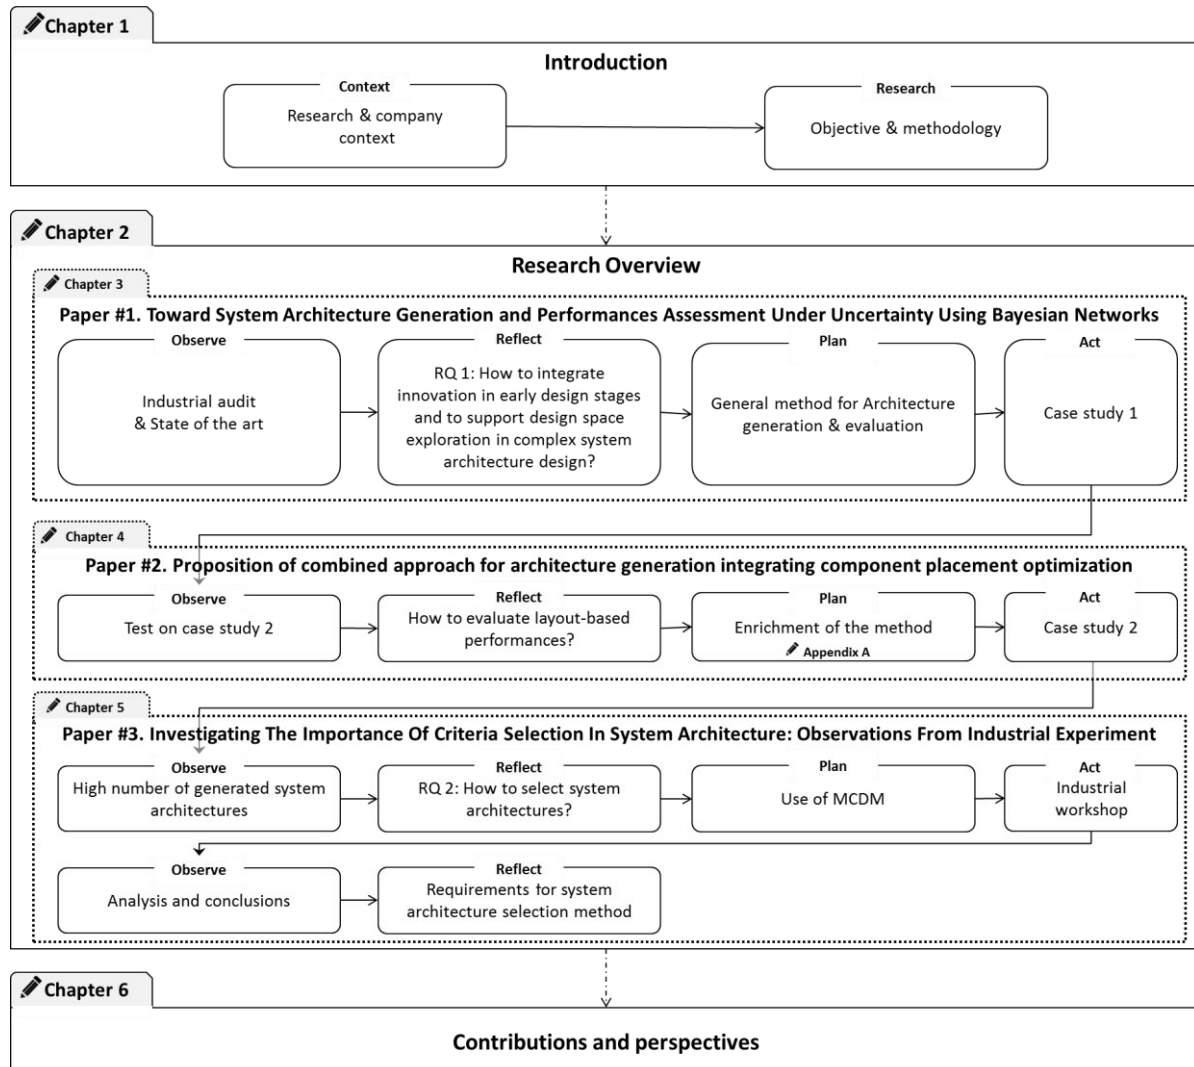 Chapter 1
Introduction
Context
Research & company
context
Research
Objective & methodology
Chapter 2
Research Overview
Chapter 3
Paper #1. Toward System Architecture Generation and Performances Assessment Under Uncertainty Using Bayesian Networks
Observe
Industrial audit
& State of the art
Reflect
RQ 1: How to integrate
innovation in early design stages
and to support design space
exploration in complex system
architecture design?
Plan
General method for Architecture
generation & evaluation
Act
Case study 1
Chapter 4
Paper #2. Proposition of combined approach for architecture generation integrating component placement optimization
Observe
Test on case study 2
Reflect
How to evaluate layout-based
performances?
Plan
Enrichment of the method
Appendix A
Act
Case study 2
Chapter 5
Paper #3. Investigating The Importance Of Criteria Selection In System Architecture: Observations From Industrial Experiment
Observe
High number of generated system
architectures
Reflect
RQ 2: How to select system
architectures?
Plan
Use of MCDM
Act
Industrial
workshop
Observe
Analysis and conclusions
Reflect
Requirements for system
architecture selection method
Chapter 6
Contributions and perspectives